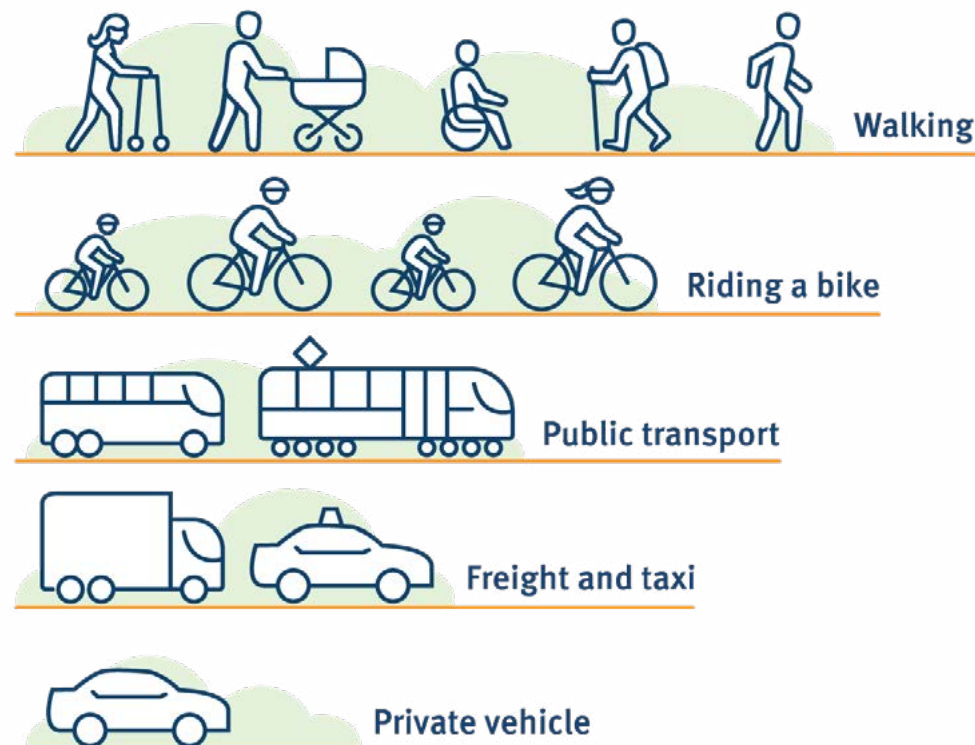 Walking
Riding a bike
Public transport
Freight and taxi
Private vehicle